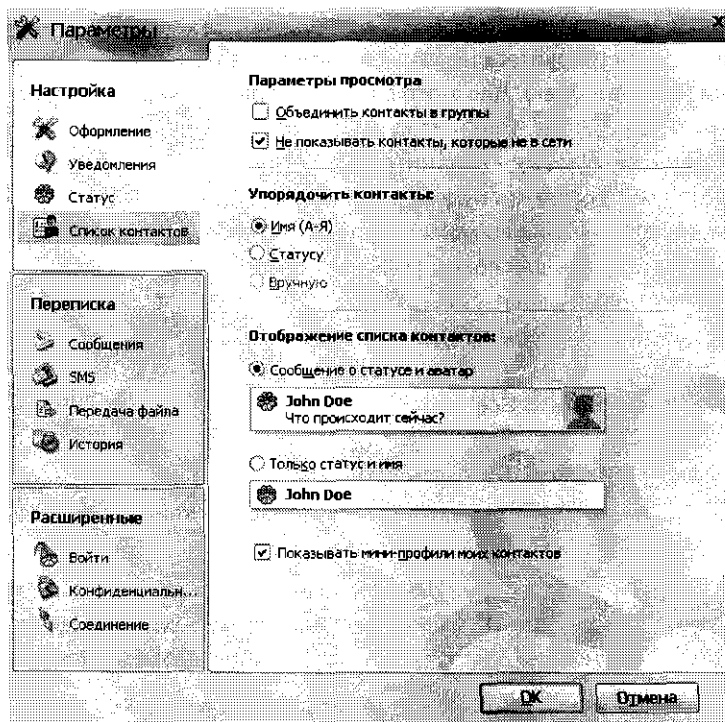 Параметры
Настройка
Оформление
Уведомления
Статус
Список контактов
Переписка
Сообщения
SMS
Передача файла
История
Расширенные
Войти
Конфиденциальн...
Соединение
Параметры просмотра
Объединить контакты в группы
Не показывать контакты, которые не в сети
Упорядочить контакты:
Имя (А-Я)
Статусу
Вручную
Отображение списка контактов:
Сообщение о статусе и аватар
John Doe
Что происходит сейчас?
Только статус и имя
John Doe
Показывать мини-профили моих контактов
OK
Отмена